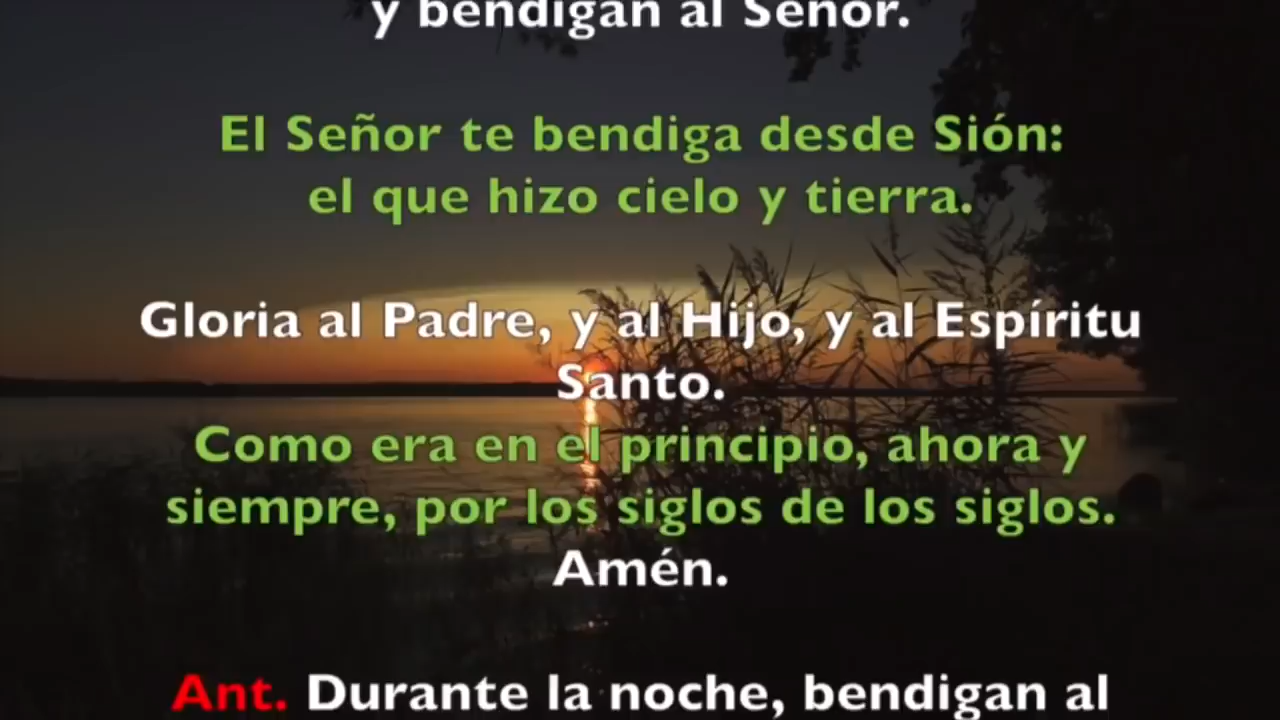 y bendigan al Señor.
El Señor te bendiga desde Sión:
el que hizo cielo y tierra.
Gloria al Padre, y al Hijo, y al Espíritu
Santo.
Como era en el principio, ahora y
siempre, por los siglos de los siglos.
Amén.
Ant. Durante la noche, bendigan al